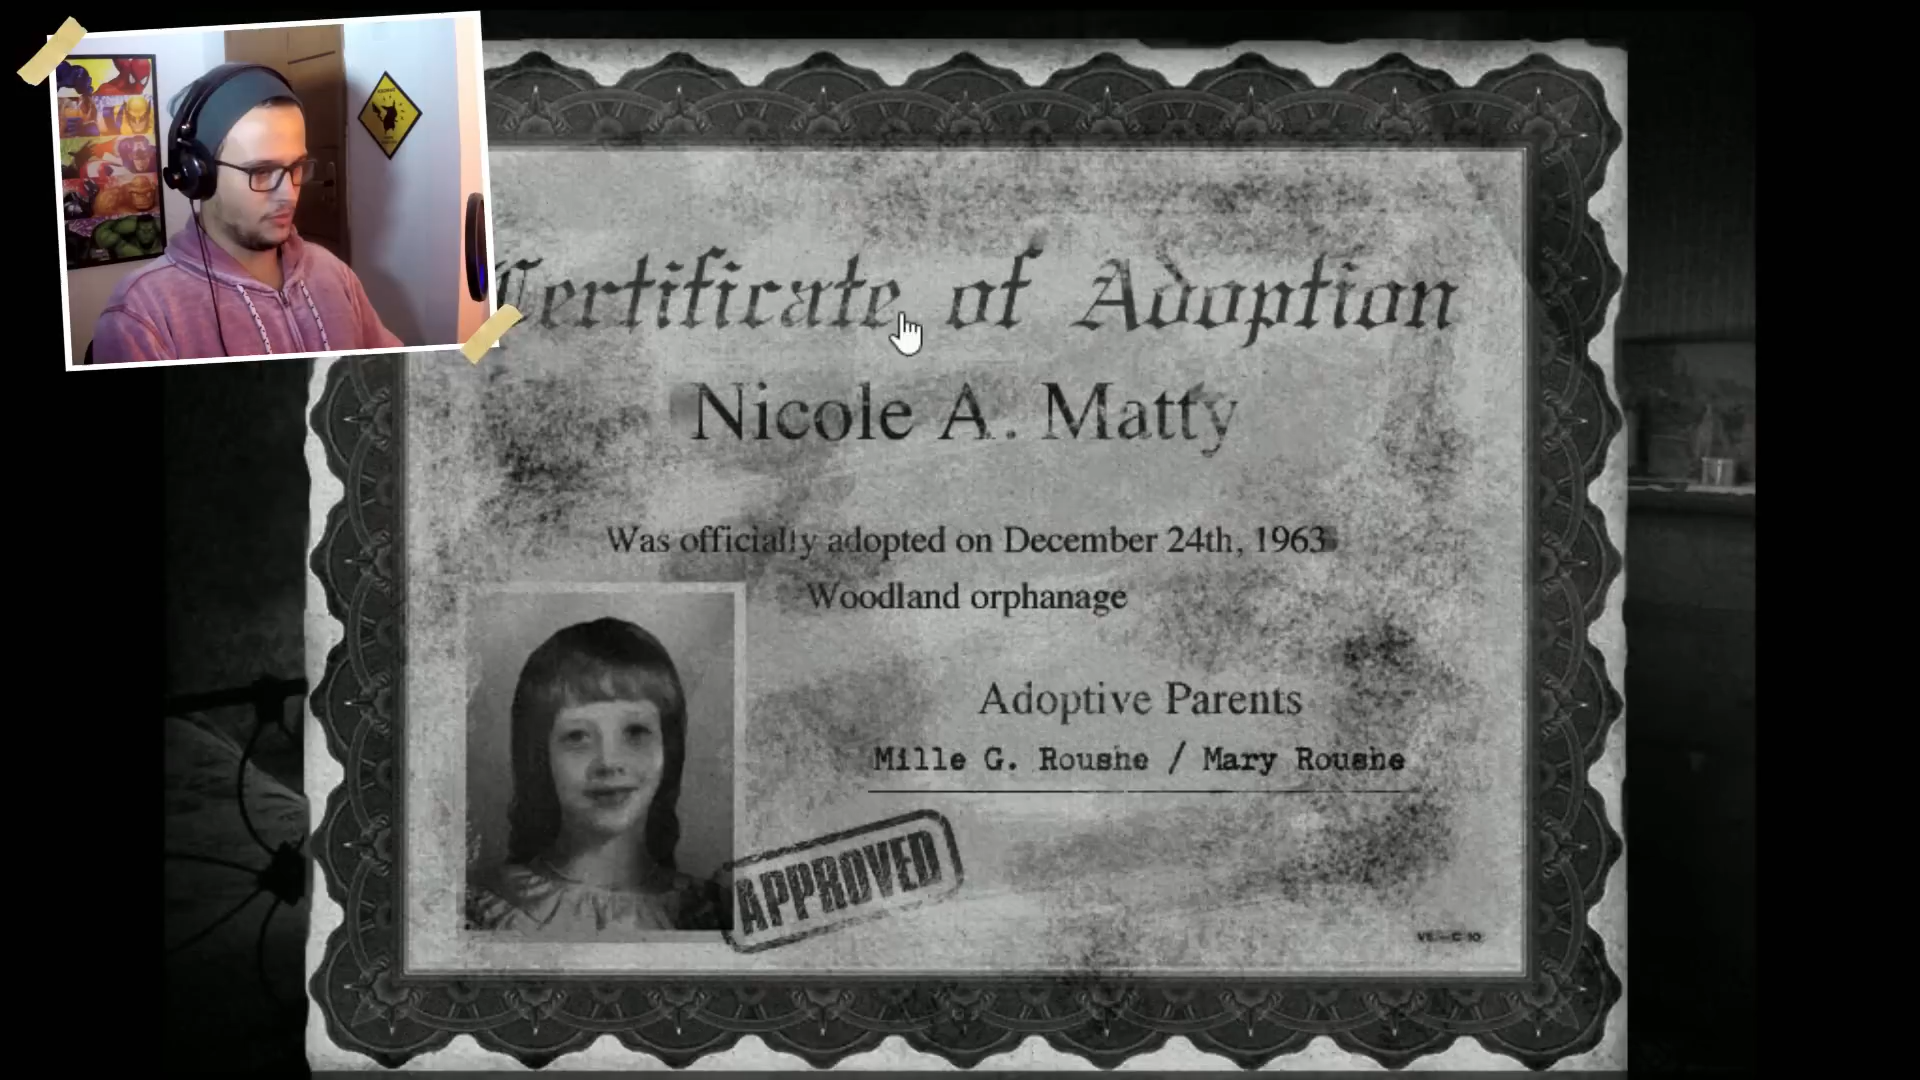 Certificate of Adoption
Nicole A. Matty
Was officially adopted on December 24th, 1963
Woodland orphanage
Adoptive Parents
Mille G. Roushe / Mary Roushe
APPROVED